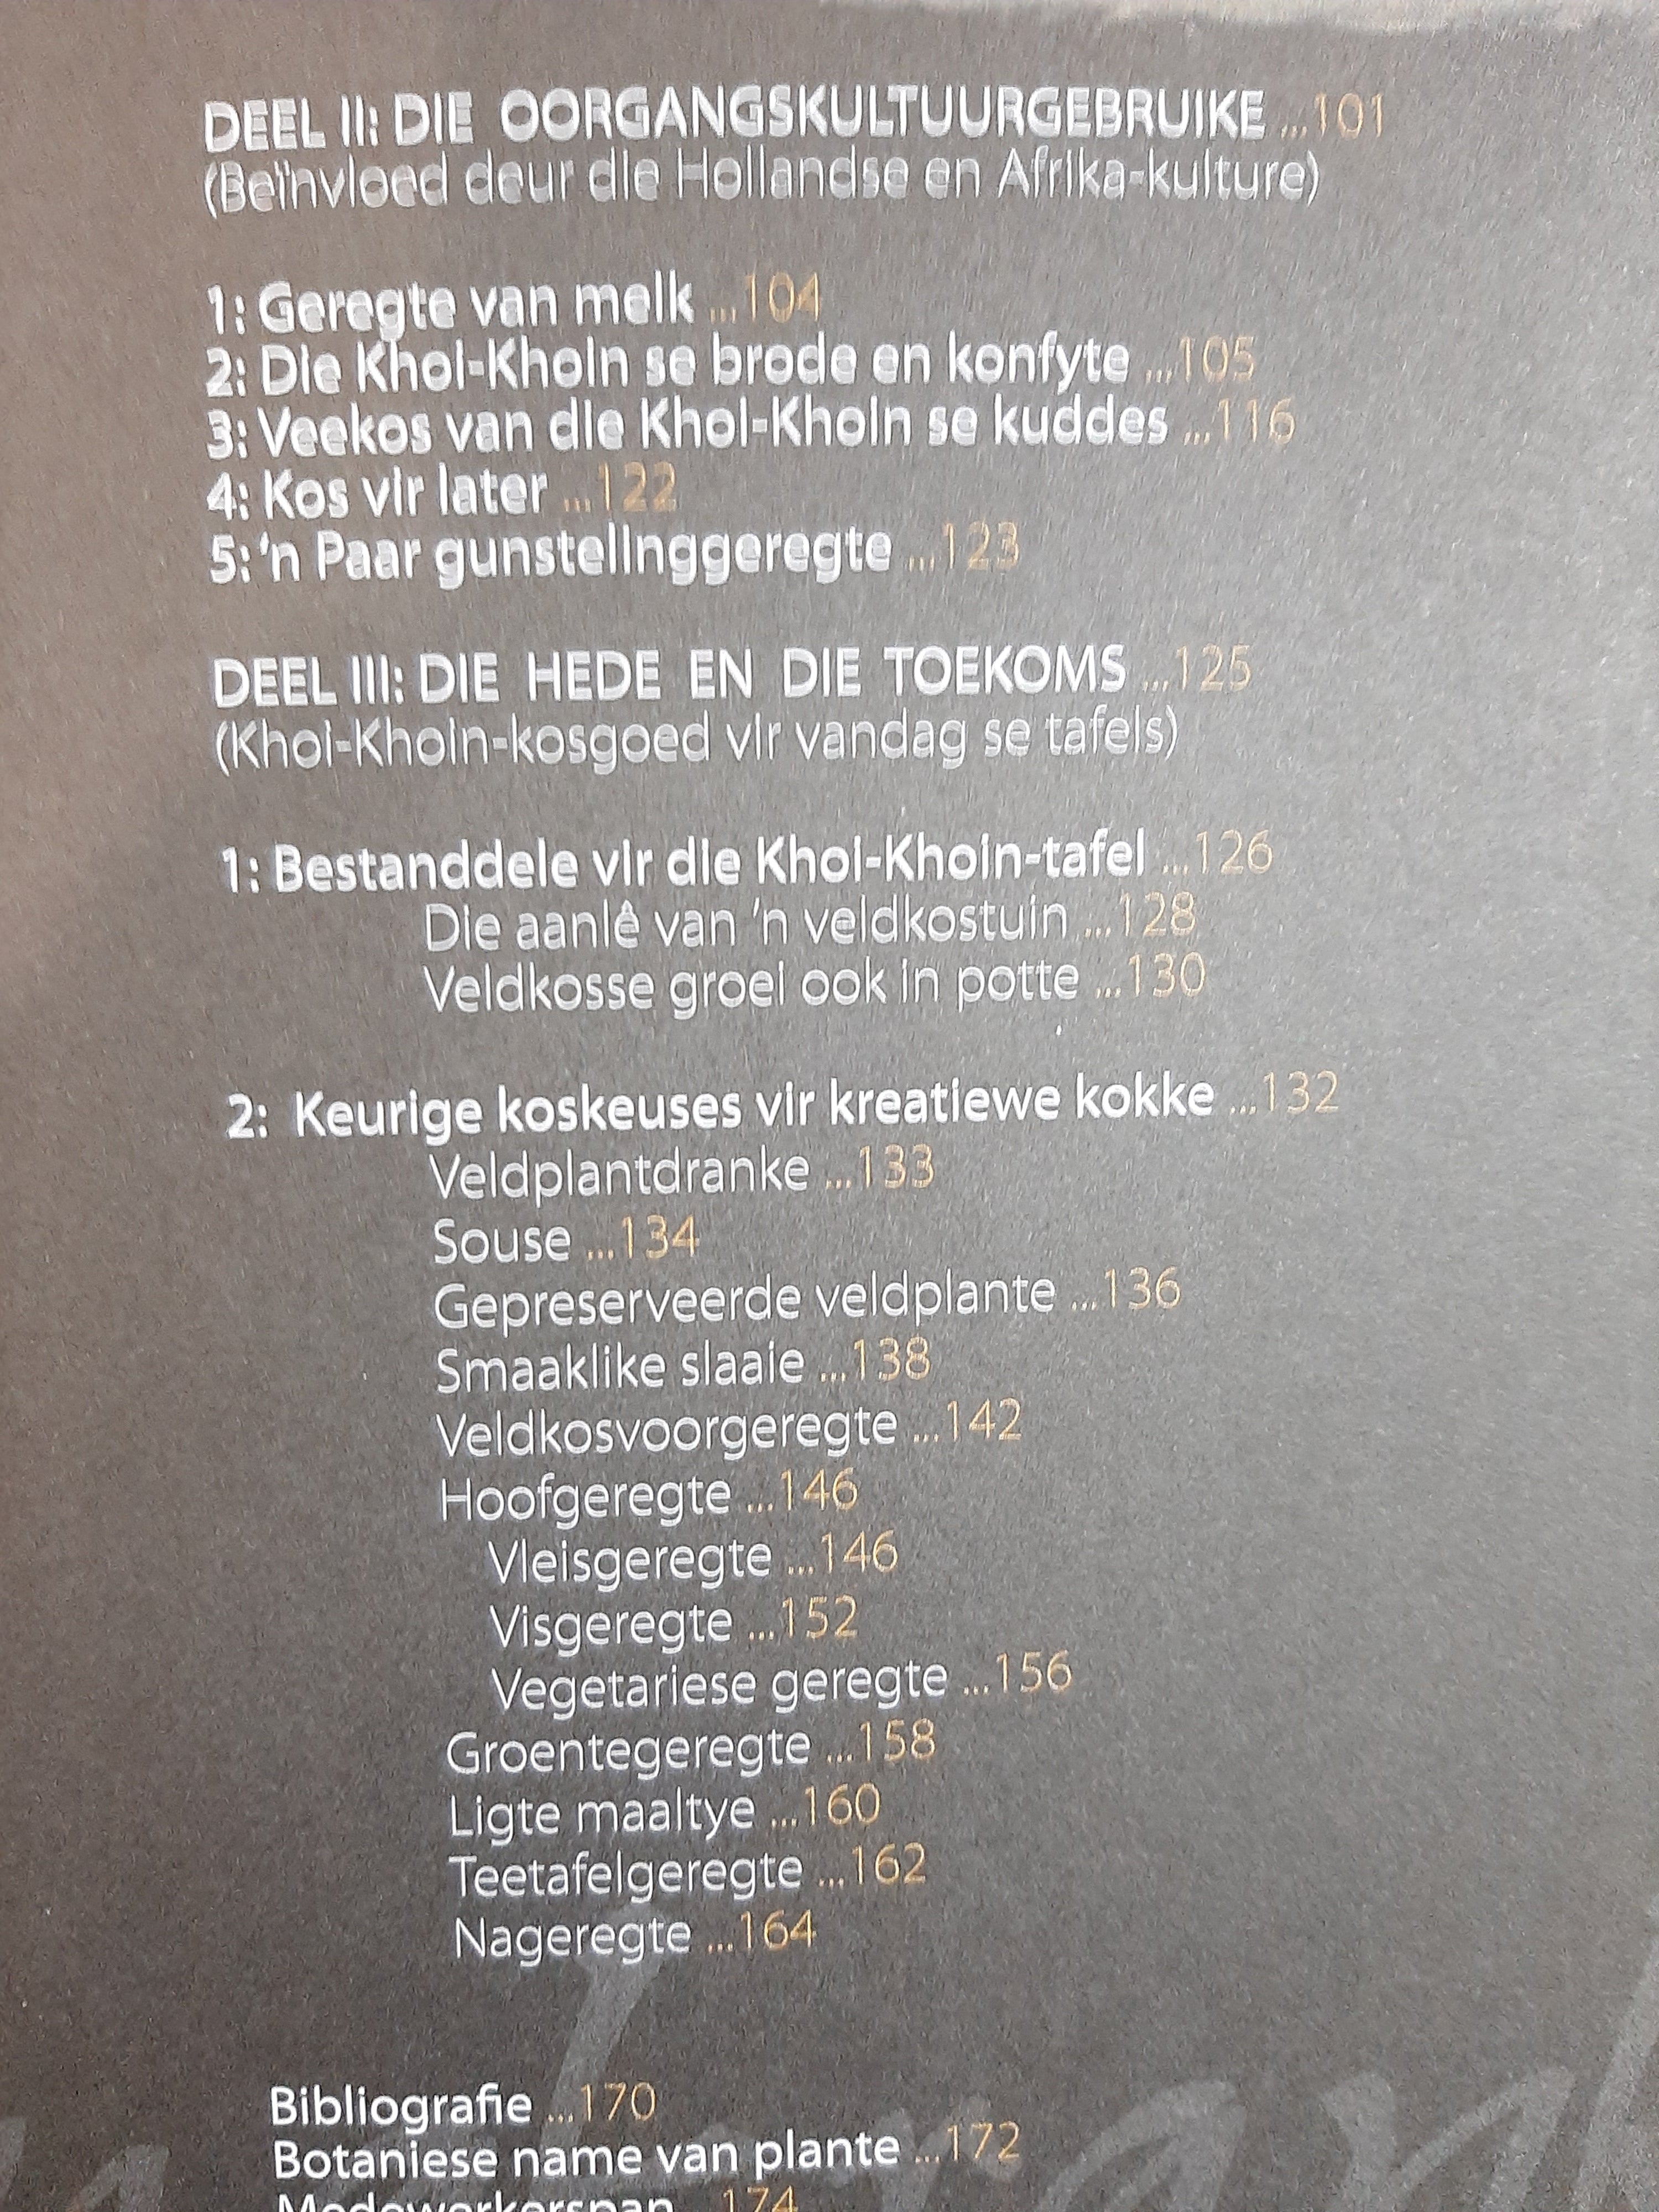 DEEL II: DIE OORGANGSKULTUURGEBRUIKE ...101
(Beïnvloed deur die Hollandse en Afrika-kulture)
1: Geregte van melk ...104
2: Die Khoi-Khoin se brode en konfyte ...105
3: Veekos van die Khoi-Khoin se kuddes ...116
4: Kos vir later ...122
5: 'n Paar gunstelinggeregte ...123
DEEL III: DIE HEDE EN DIE TOEKOMS ...125
(Khoi-Khoin-kosgoed vir vandag se tafels)
1: Bestanddele vir die Khoi-Khoin-tafel ...126
Die aanlê van 'n veldkostuin ...128
Veldkosse groei ook in potte ...130
2: Keurige koskeuses vir kreatiewe kokke ...132
Veldplantdranke ...133
Souse ...134
Gepreserveerde veldplante ...136
Smaaklike slaaie ...138
Veldkosvoorgeregte ...142
Hoofgeregte ...146
Vleisgeregte ...146
Visgeregte ...152
Vegetariese geregte ...156
Groentegeregte ...158
Ligte maaltye ...160
Teetafelgeregte ...162
Nageregte ...164
Bibliografie ...170
Botaniese name van plante ...172
Medewerkerspan ...174